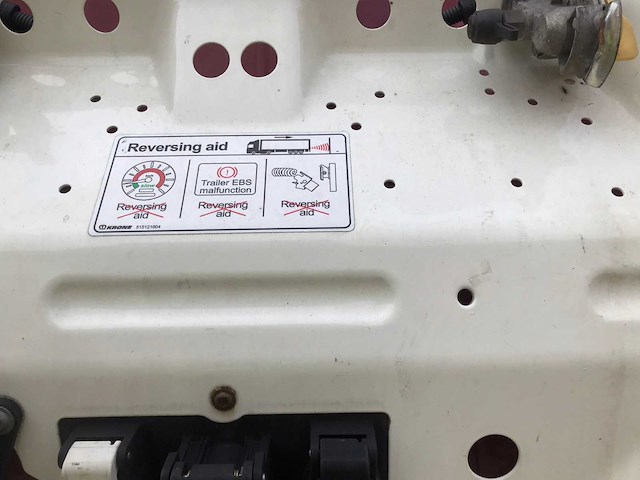 Reversing aid
Reversing
aid
Trailer EBS
malfunction
Reversing
aid
Reversing
aid
KRONE 515121604